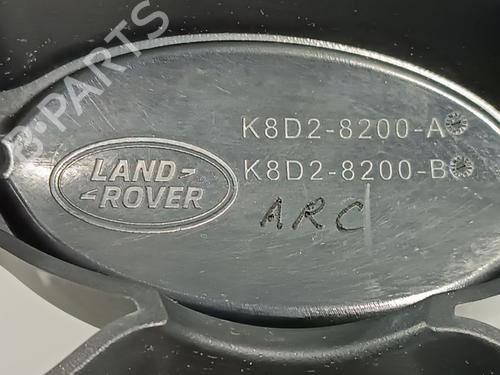 B-PARTS
K8D2-8200-A
K8D2-8200-B
LAND-
-ROVER
ARC